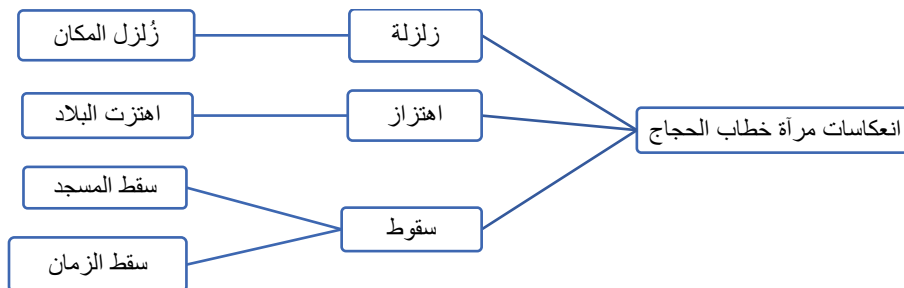 انعكاسات مرآة خطاب الحجاج
زلزلة
زُلزل المكان
اهتزاز
اهتزت البلاد
سقوط
سقط المسجد
سقط الزمان